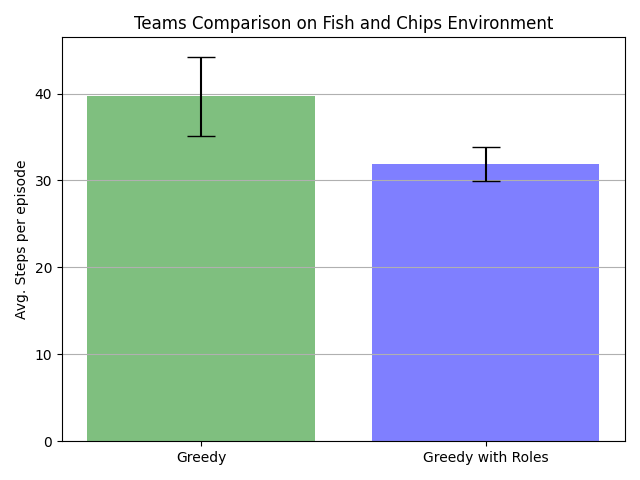 Teams Comparison on Fish and Chips Environment
Avg. Steps per episode
40
30
20
10
0
Greedy
Greedy with Roles